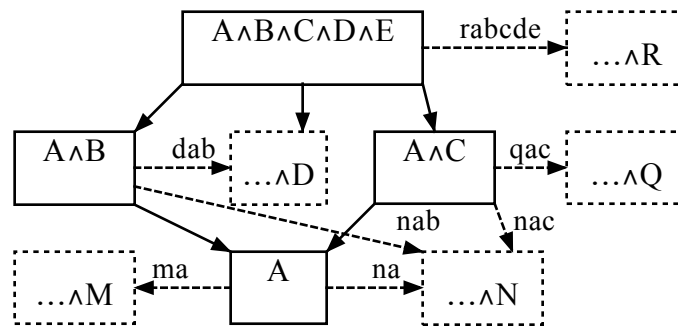 A∧B∧C∧D∧E
rabcde
…∧R
A∧B
dab
…∧D
A∧C
qac
…∧Q
nab
nac
…∧M
ma
A
na
…∧N